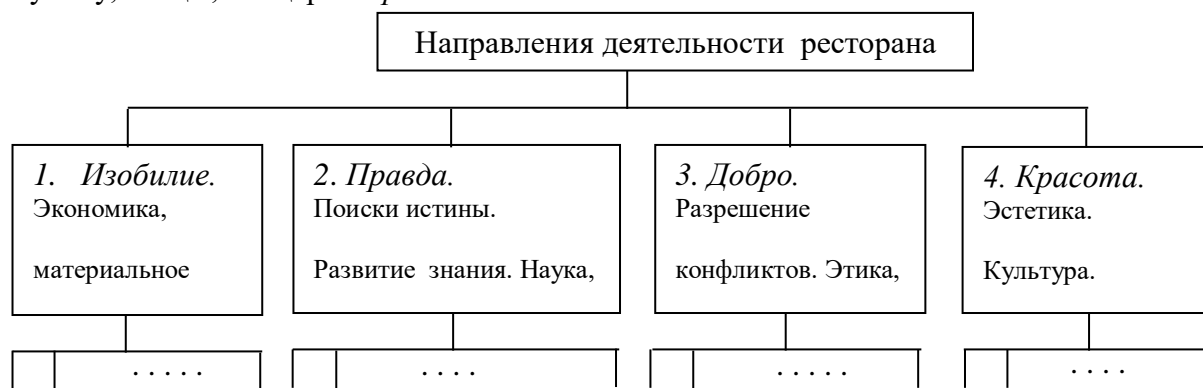 Направления деятельности ресторана
1. Изобилие.
Экономика,
материальное
2. Правда.
Поиски истины.
Развитие знания. Наука,
3. Добро.
Разрешение
конфликтов. Этика,
4. Красота.
Эстетика.
Культура.
. . . . .
. . . .
. . . . .
. . . .